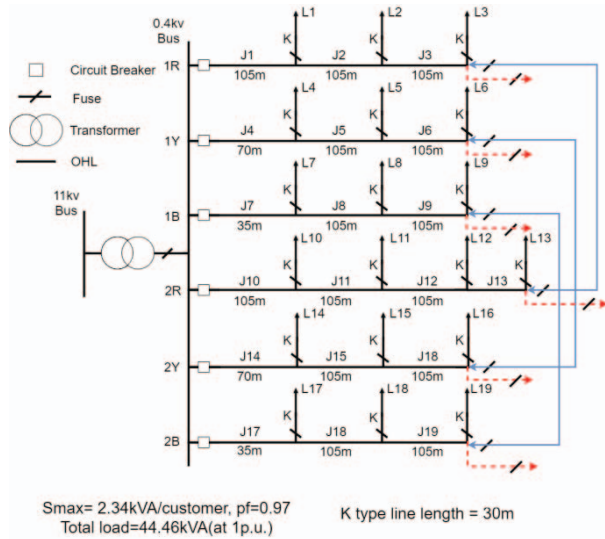 0.4kv
Bus
L1
L2
L3
K
K
K
1R
J1
J2
J3
105m
105m
105m
Circuit Breaker
Fuse
Transformer
OHL
L4
L5
L6
K
K
K
1Y
J4
J5
J6
70m
105m
105m
L7
L8
L9
K
K
K
1B
J7
J8
J9
35m
105m
105m
11kv
Bus
L10
L11
L12
L13
K
K
K
K
2R
J10
J11
J12
J13
105m
105m
105m
L14
L15
L16
K
K
K
2Y
J14
J15
J18
70m
105m
105m
L17
L18
L19
K
K
K
2B
J17
J18
J19
35m
105m
105m
Smax= 2.34kVA/customer, pf=0.97
Total load=44.46kVA(at 1p.u.)
K type line length = 30m